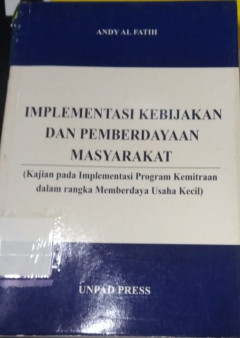 ANDY AL FATIH
IMPLEMENTASI KEBIJAKAN
DAN PEMBERDAYAAN
MASYARAKAT
(Kajian pada Implementasi Program Kemitraan
dalam rangka Memberdaya Usaha Kecil)
UNPAD PRESS